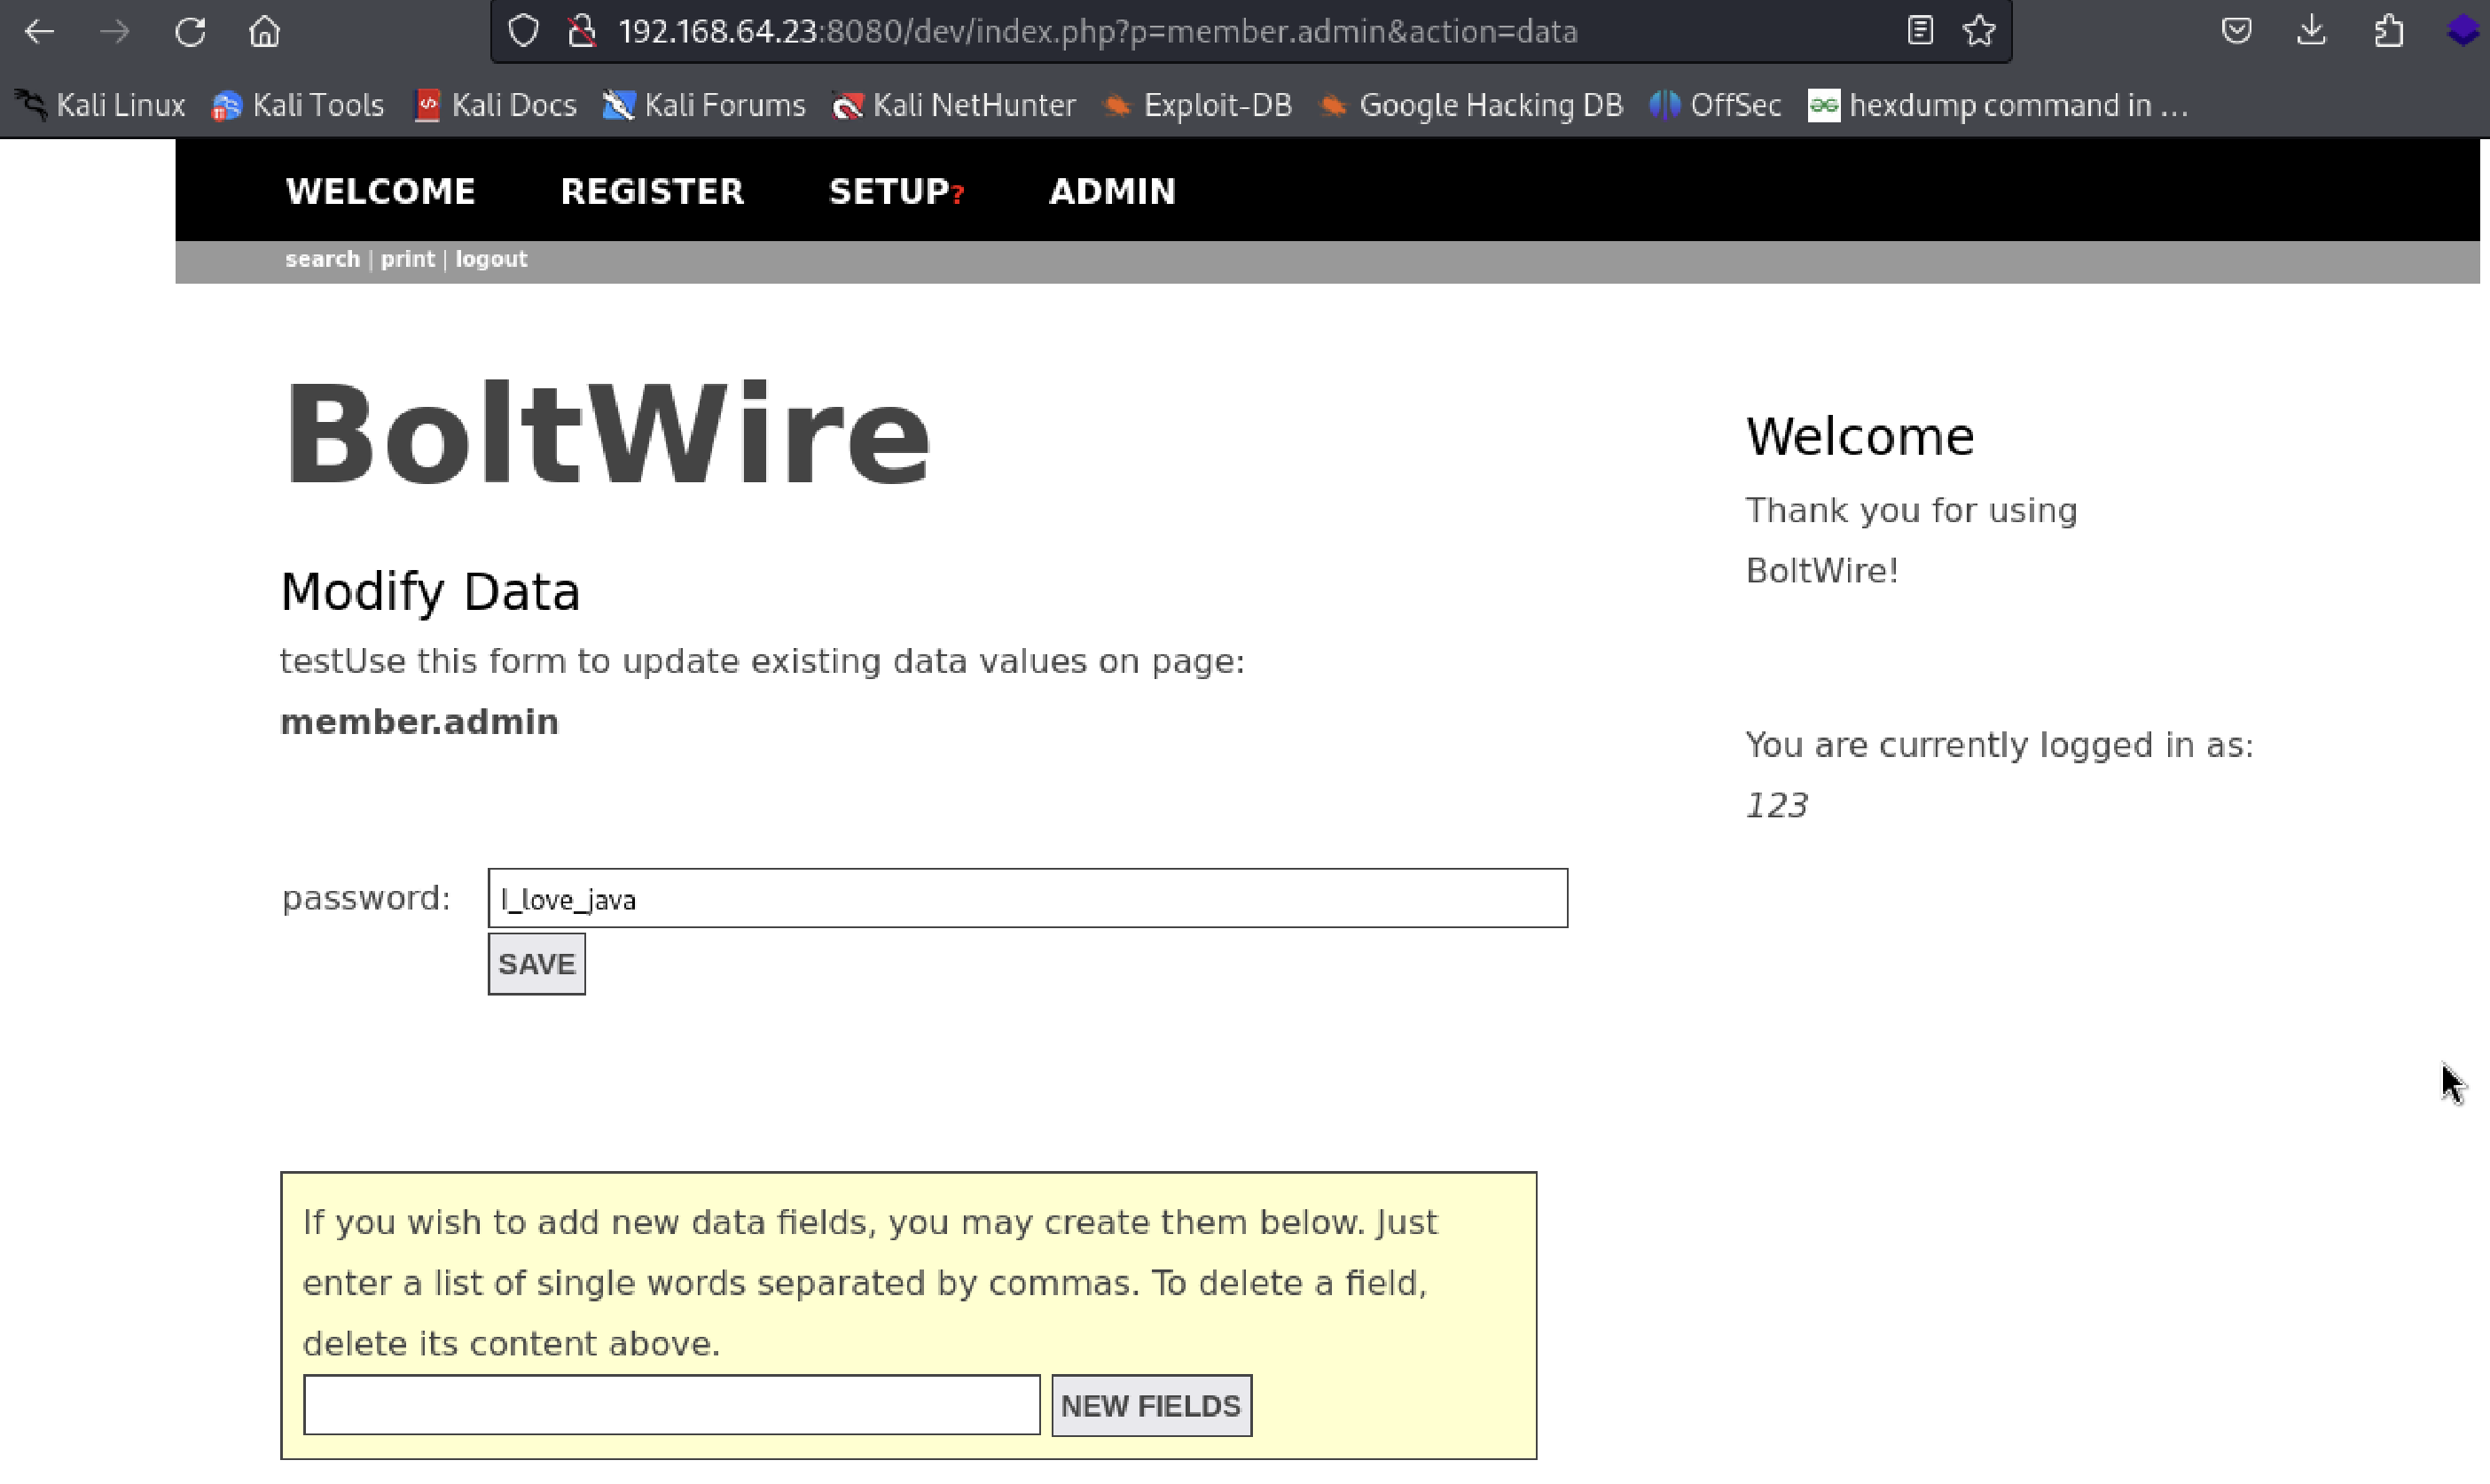 192.168.64.23:8080/dev/index.php?p=member.admin&action=data
Kali Linux Kali Tools Kali Docs Kali Forums Kali NetHunter Exploit-DB Google Hacking DB OffSec hexdump command in ...
WELCOME REGISTER SETUP? ADMIN
search | print | logout
BoltWire
Modify Data
testUse this form to update existing data values on page:
member.admin
password: I_love_java
SAVE
If you wish to add new data fields, you may create them below. Just
enter a list of single words separated by commas. To delete a field,
delete its content above.
NEW FIELDS
Welcome
Thank you for using
BoltWire!
You are currently logged in as:
123